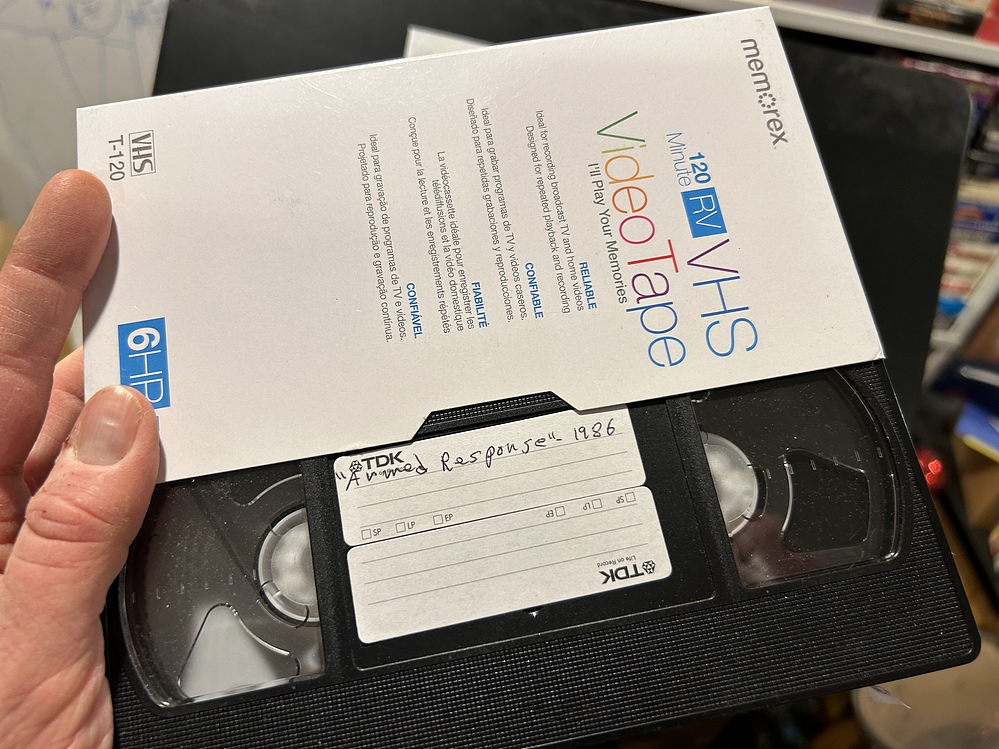 memorex
120
Minute
RV
VHS
VideoTape
I'll Play Your Memories
RELIABLE
Ideal for recording broadcast TV and home videos
Designed for repeated playback and recording
CONFIABLE
Ideal para grabar programas de TV y videos caseros.
Diseñado para repetidas grabaciones y reproducciones.
FIABILITÉ
La vidéocassette idéale pour enregistrer les
télédiffusions et la vidéo domestique
Conçue pour la lecture et les enregistrements répétés
CONFIÁVEL
Ideal para gravação de programas de TV e vídeos.
Projetado para reprodução e gravação contínua.
VHS
T-120
6HR
TDK
"Armed Response" - 1986
SP LP EP
SP LP EP
TDK
Life on Record